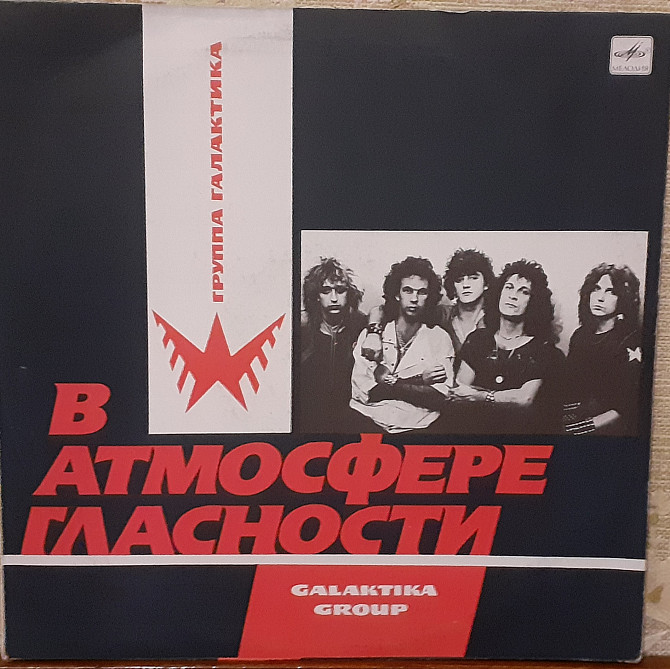 МЕЛОДИЯ
ГРУППА ГАЛАКТИКА
В
АТМОСФЕРЕ
ГЛАСНОСТИ
GALAKTIKA
GROUP